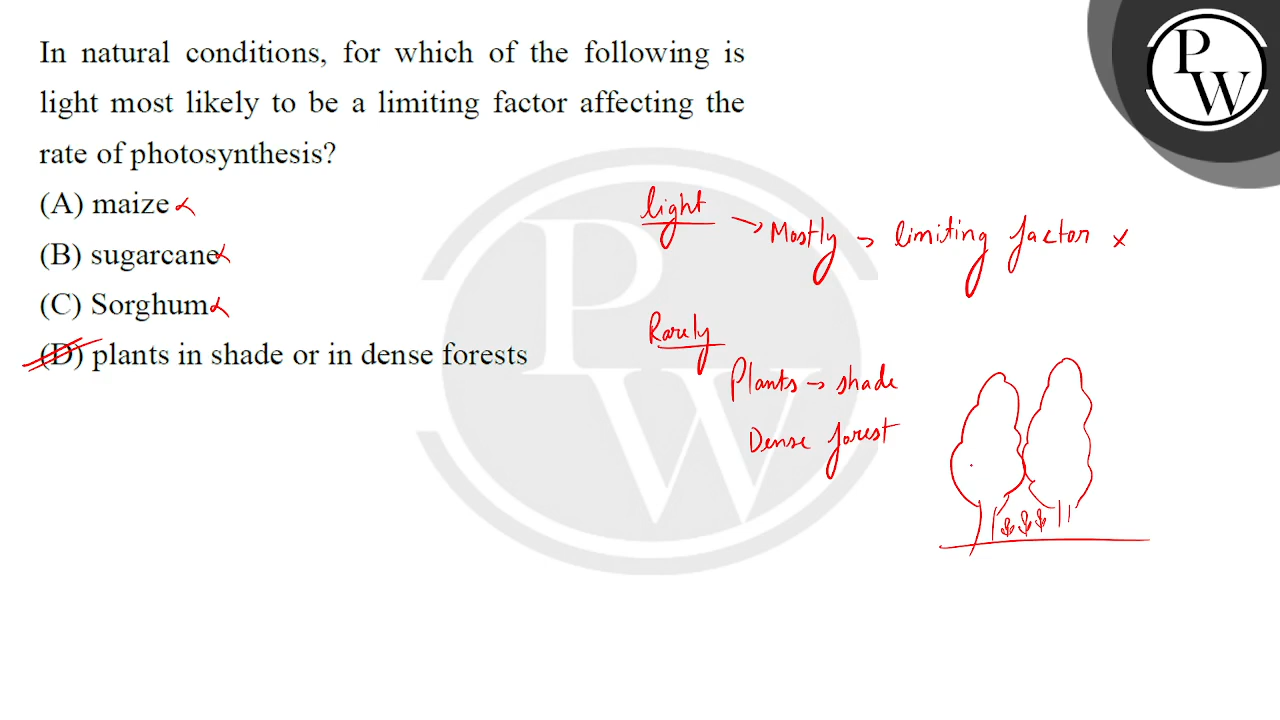 In natural conditions, for which of the following is
light most likely to be a limiting factor affecting the
rate of photosynthesis?
(A) maize
(B) sugarcane
(C) Sorghum
(D) plants in shade or in dense forests
light → Mostly → limiting factor ×
Rarely
Plants → shade
Dense forest
P
W
P
W